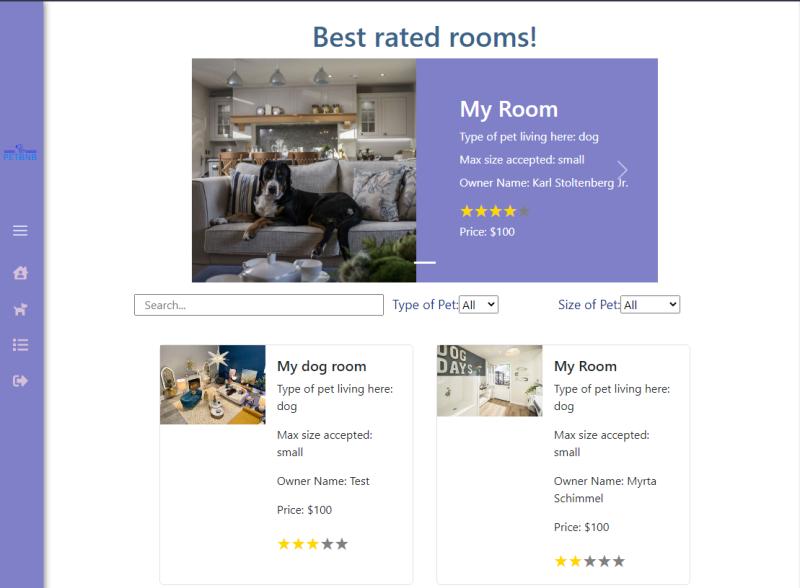 Best rated rooms!
PETBNB
My Room
Type of pet living here: dog
Max size accepted: small
Owner Name: Karl Stoltenberg Jr.
Price: $100
Search...
Type of Pet: All
Size of Pet: All
My dog room
Type of pet living here:
dog
Max size accepted:
small
Owner Name: Test
Price: $100
DOG
DAYS
My Room
Type of pet living here:
dog
Max size accepted:
small
Owner Name: Myrta
Schimmel
Price: $100